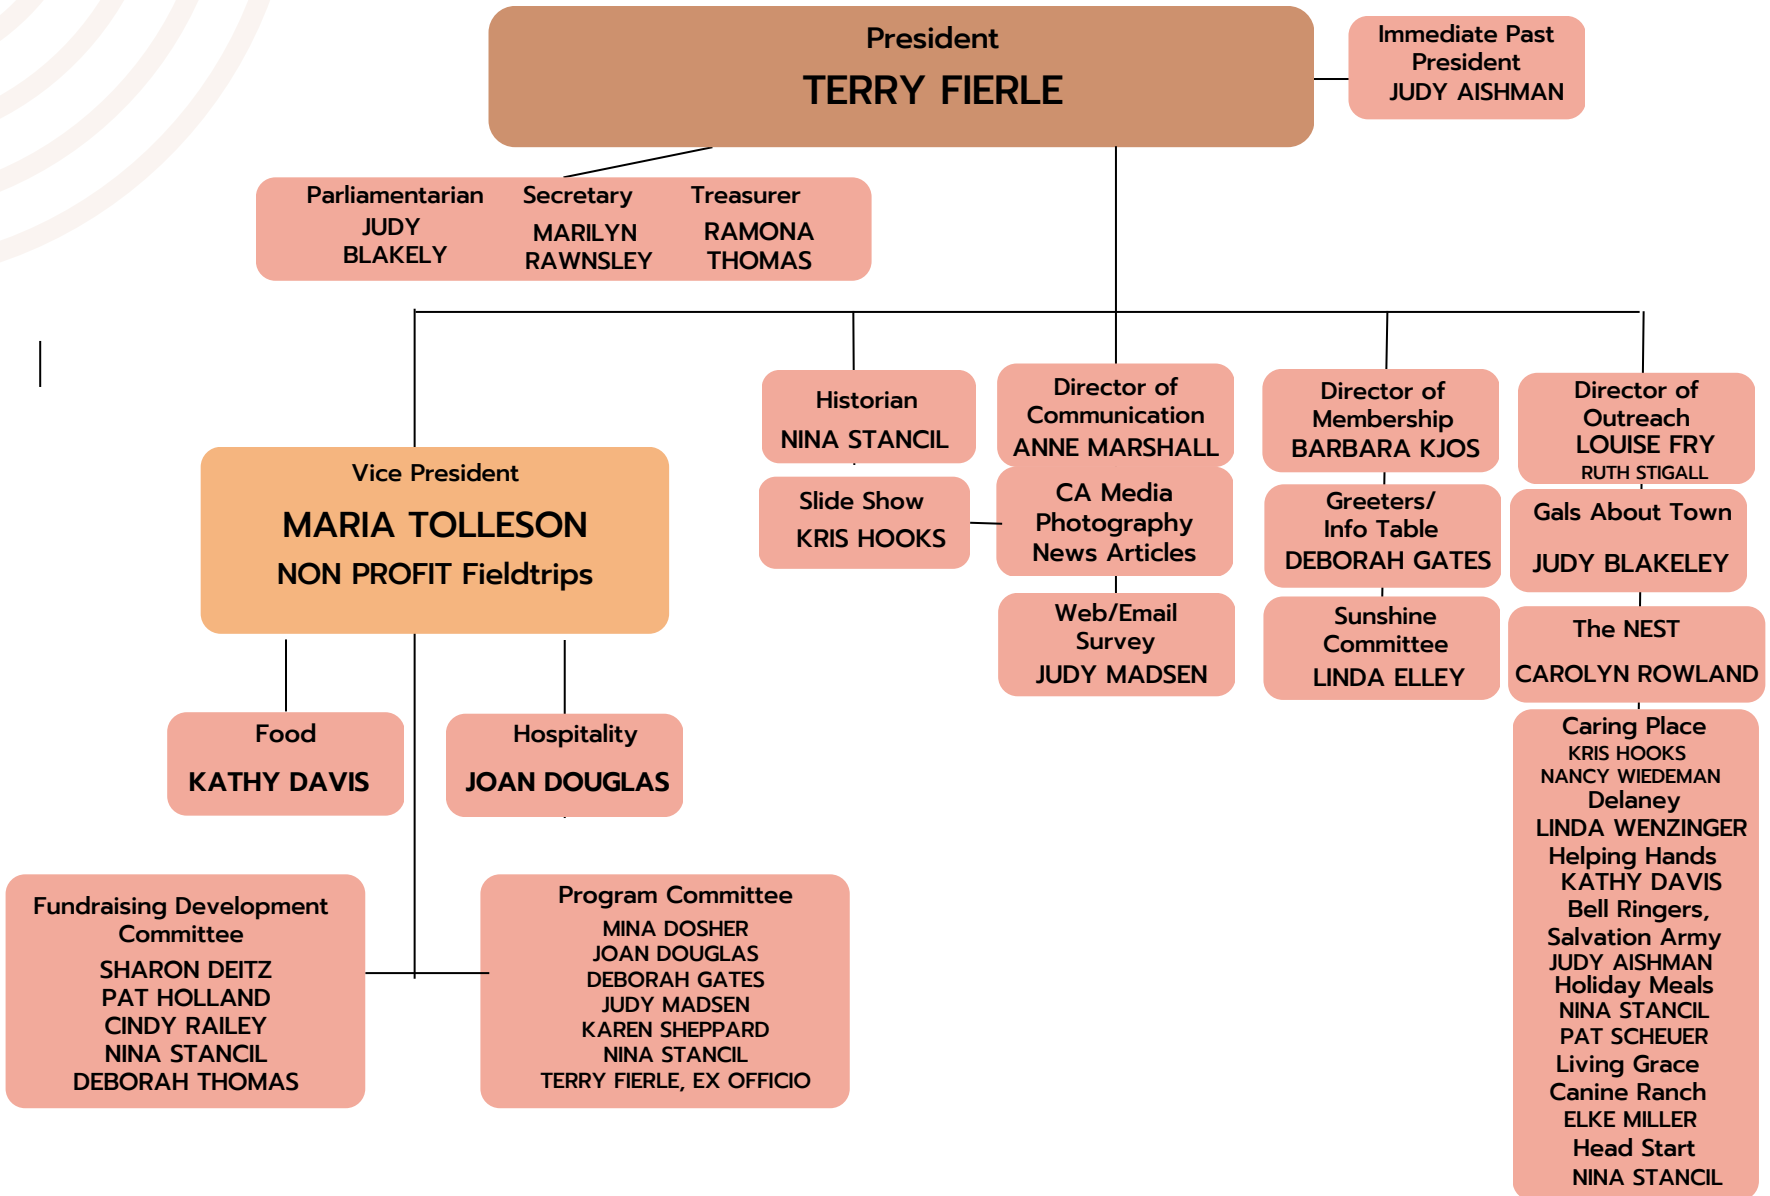 President
TERRY FIERLE
Immediate Past
President
JUDY AISHMAN
Parliamentarian
JUDY
BLAKELY
Secretary
MARILYN
RAWNSLEY
Treasurer
RAMONA
THOMAS
Vice President
MARIA TOLLESON
NON PROFIT Fieldtrips
Food
KATHY DAVIS
Hospitality
JOAN DOUGLAS
Fundraising Development
Committee
SHARON DEITZ
PAT HOLLAND
CINDY RAILEY
NINA STANCIL
DEBORAH THOMAS
Program Committee
MINA DOSHER
JOAN DOUGLAS
DEBORAH GATES
JUDY MADSEN
KAREN SHEPPARD
NINA STANCIL
TERRY FIERLE, EX OFFICIO
Historian
NINA STANCIL
Slide Show
KRIS HOOKS
Director of
Communication
ANNE MARSHALL
CA Media
Photography
News Articles
Web/Email
Survey
JUDY MADSEN
Director of
Membership
BARBARA KJOS
Greeters/
Info Table
DEBORAH GATES
Sunshine
Committee
LINDA ELLEY
Director of
Outreach
LOUISE FRY
RUTH STIGALL
Gals About Town
JUDY BLAKELEY
The NEST
CAROLYN ROWLAND
Caring Place
KRIS HOOKS
NANCY WIEDEMAN
Delaney
LINDA WENZINGER
Helping Hands
KATHY DAVIS
Bell Ringers,
Salvation Army
JUDY AISHMAN
Holiday Meals
NINA STANCIL
PAT SCHEUER
Living Grace
Canine Ranch
ELKE MILLER
Head Start
NINA STANCIL